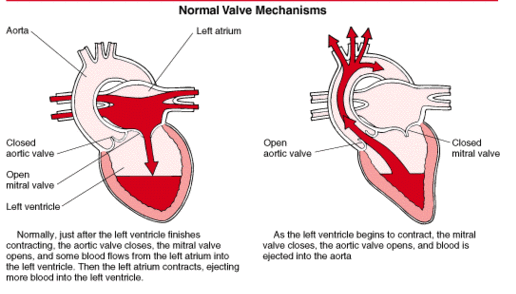 Normal Valve Mechanisms
Aorta
Left atrium
Closed
aortic valve
Open
mitral valve
Left ventricle
Open
aortic valve
Closed
mitral valve
Normally, just after the left ventricle finishes
contracting, the aortic valve closes, the mitral valve
opens, and some blood flows from the left atrium into
the left ventricle. Then the left atrium contracts, ejecting
more blood into the left ventricle.
As the left ventricle begins to contract, the mitral
valve closes, the aortic valve opens, and blood is
ejected into the aorta